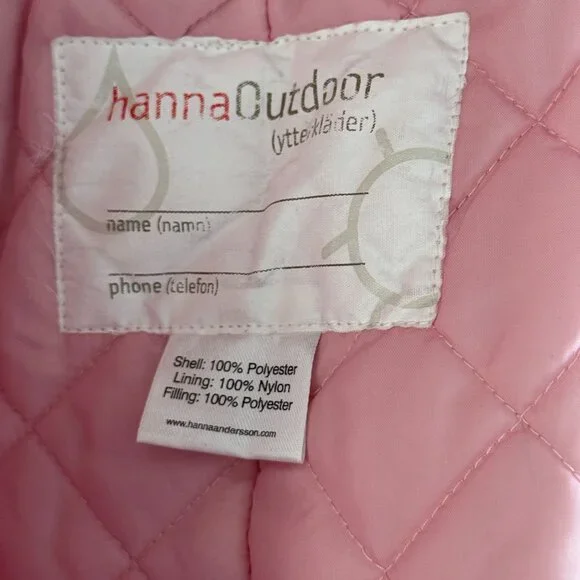 hannaOutdoor
(ytterkläder)
name (namn)
phone (telefon)
Shell: 100% Polyester
Lining: 100% Nylon
Filling: 100% Polyester
www.hannaandersson.com